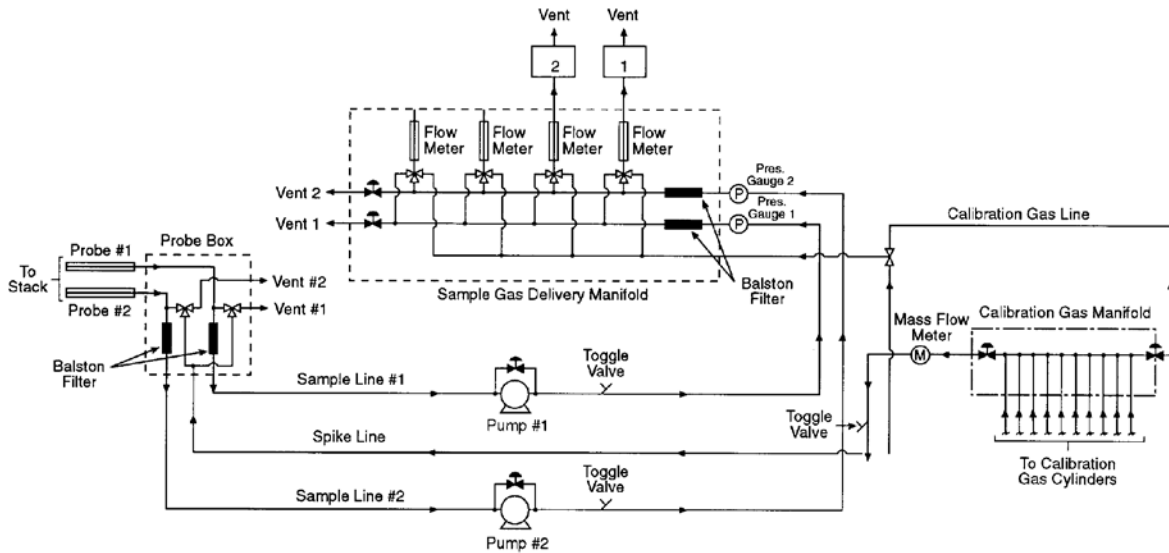 Vent
Vent
2
1
Flow
Meter
Flow
Meter
Flow
Meter
Flow
Meter
Pres.
Gauge 2
Vent 2
P
Pres.
Gauge 1
Vent 1
P
Calibration Gas Line
Probe #1
Probe Box
To
Stack
Vent #2
Probe #2
Vent #1
Balston
Filter
Sample Gas Delivery Manifold
Calibration Gas Manifold
Mass Flow
Meter
M
Balston
Filter
Toggle
Valve
Sample Line #1
Pump #1
Toggle
Valve
Spike Line
To Calibration
Gas Cylinders
Toggle
Valve
Sample Line #2
Pump #2